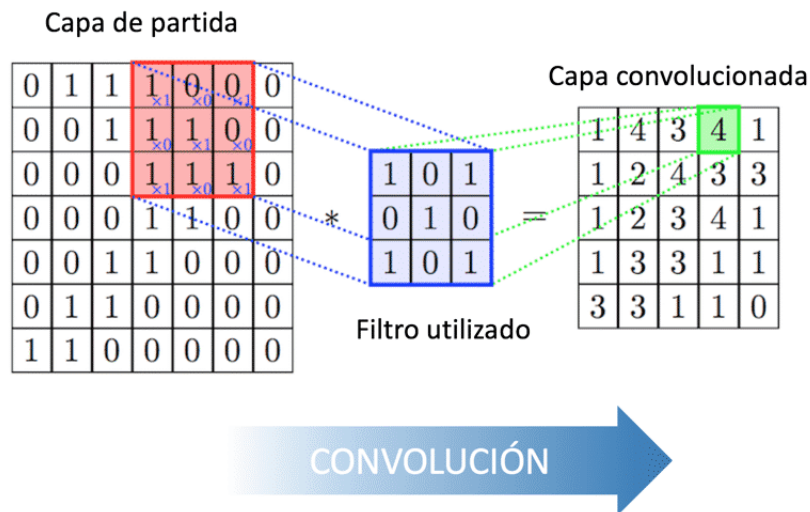 Capa de partida
Capa convolucionada
0 1 1 1×1 0×0 0×1 0
0 0 1 1×0 1×1 0×0 0
0 0 0 1×1 1×0 1×1 0
0 0 0 1 1 0 0
0 0 1 1 0 0 0
0 1 1 0 0 0 0
1 1 0 0 0 0 0
*
1 0 1
0 1 0
1 0 1
=
1 4 3 4 1
1 2 4 3 3
1 2 3 4 1
1 3 3 1 1
3 3 1 1 0
Filtro utilizado
CONVOLUCIÓN